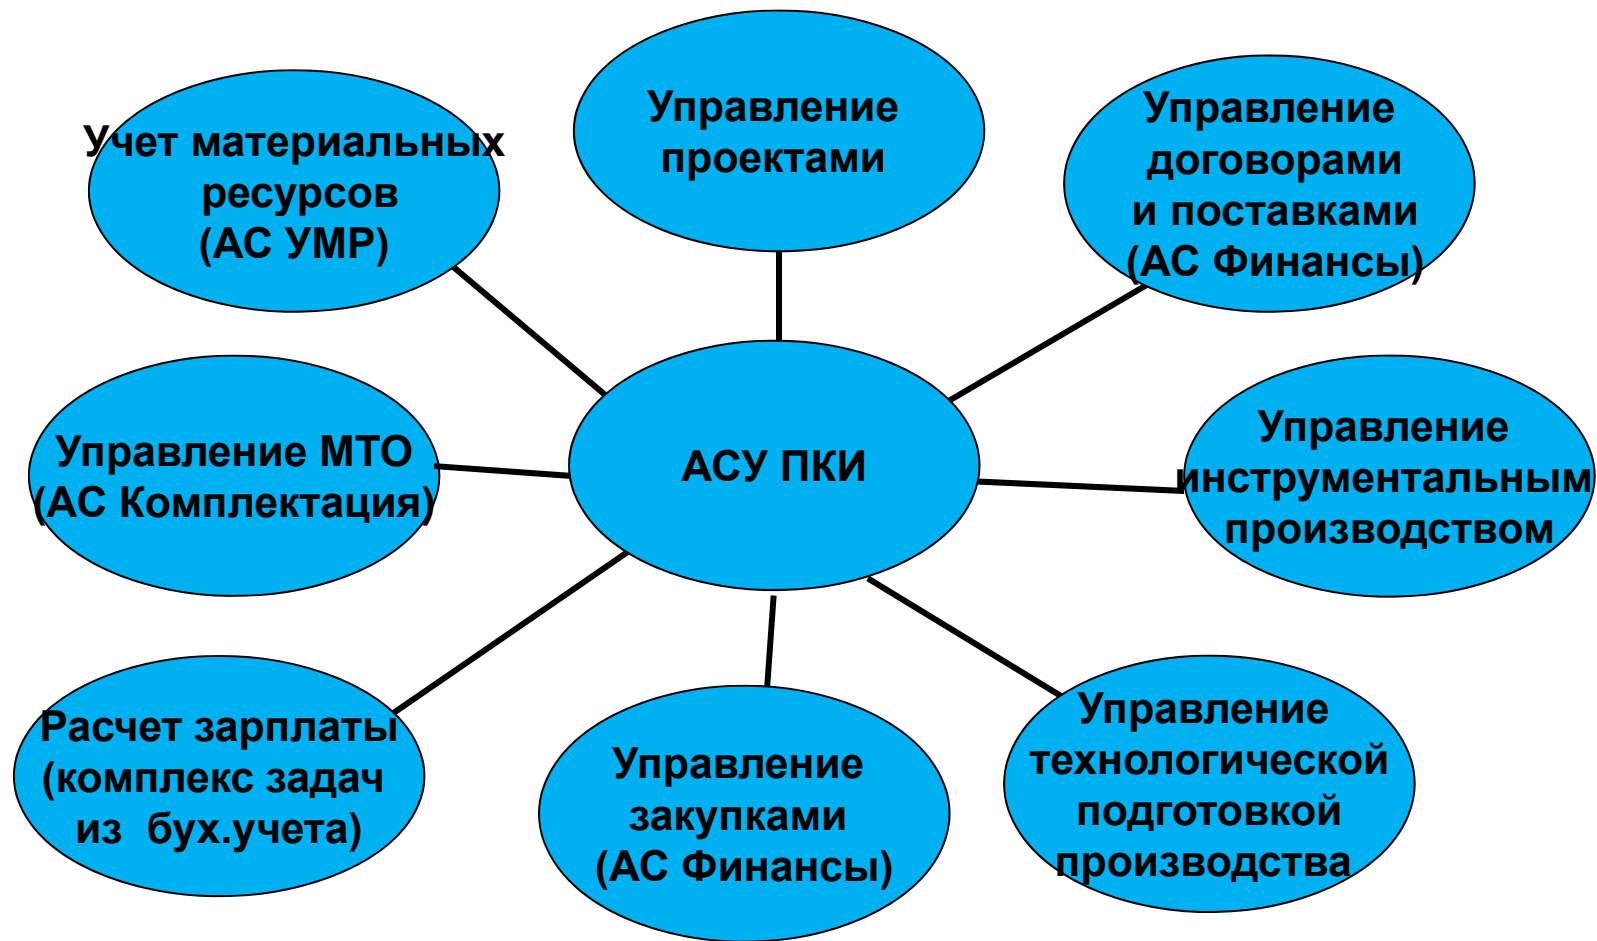 Управление
проектами
Учет материальных
ресурсов
(АС УМР)
Управление
договорами
и поставками
(АС Финансы)
Управление МТО
(АС Комплектация)
АСУ ПКИ
Управление
инструментальным
производством
Расчет зарплаты
(комплекс задач
из бух.учета)
Управление
закупками
(АС Финансы)
Управление
технологической
подготовкой
производства